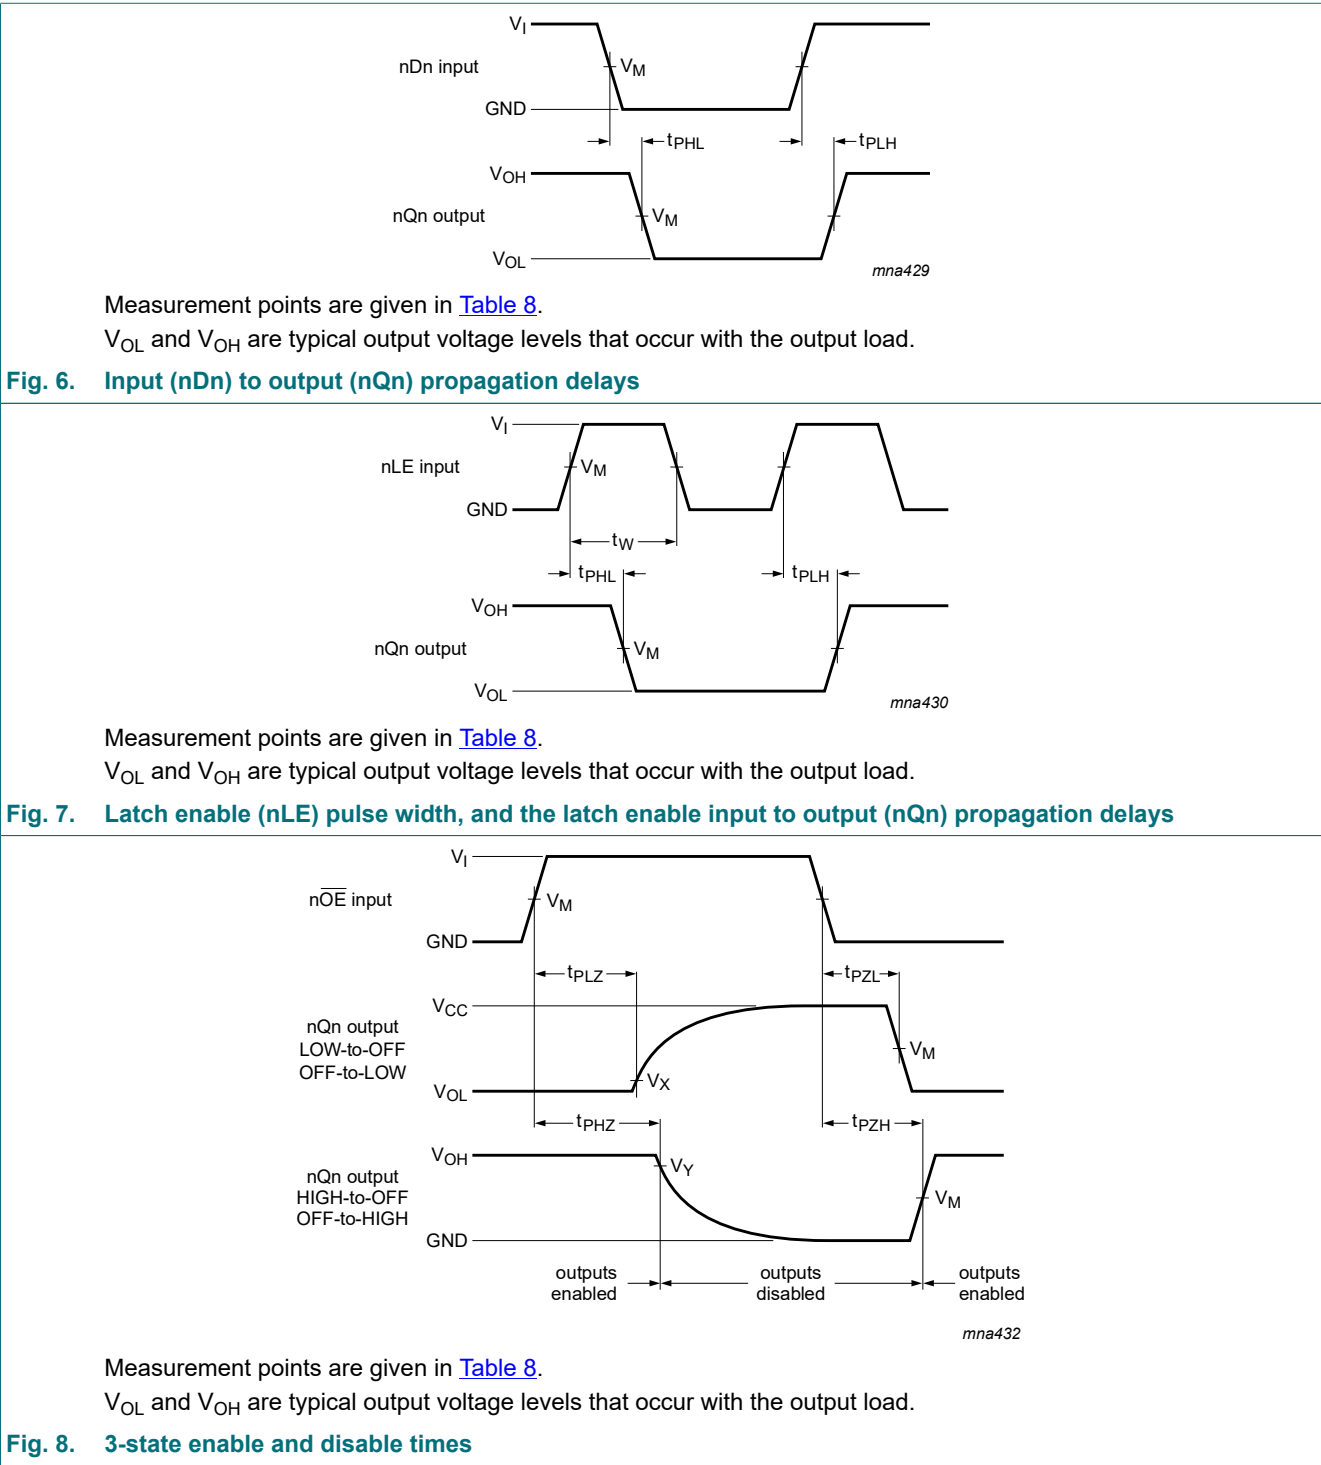 VI
nDn input
VM
GND
tPHL
tPLH
VOH
nQn output
VM
VOL
mna429
Measurement points are given in Table 8.
VOL and VOH are typical output voltage levels that occur with the output load.
Fig. 6. Input (nDn) to output (nQn) propagation delays
VI
nLE input
VM
GND
tW
tPHL
tPLH
VOH
nQn output
VM
VOL
mna430
Measurement points are given in Table 8.
VOL and VOH are typical output voltage levels that occur with the output load.
Fig. 7. Latch enable (nLE) pulse width, and the latch enable input to output (nQn) propagation delays
VI
nO̅E̅ input
VM
GND
tPLZ
tPZL
VCC
nQn output
LOW-to-OFF
OFF-to-LOW
VM
VX
VOL
tPHZ
tPZH
VOH
VY
nQn output
HIGH-to-OFF
OFF-to-HIGH
VM
GND
outputs
enabled
outputs
disabled
outputs
enabled
mna432
Measurement points are given in Table 8.
VOL and VOH are typical output voltage levels that occur with the output load.
Fig. 8. 3-state enable and disable times